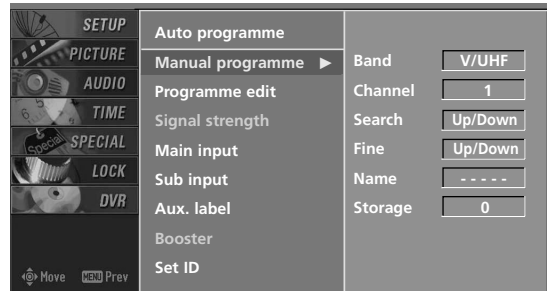 SETUP
PICTURE
AUDIO
TIME
SPECIAL
LOCK
DVR
Move MENU Prev
Auto programme
Manual programme ▶
Programme edit
Signal strength
Main input
Sub input
Aux. label
Booster
Set ID
Band V/UHF
Channel 1
Search Up/Down
Fine Up/Down
Name - - - - -
Storage 0